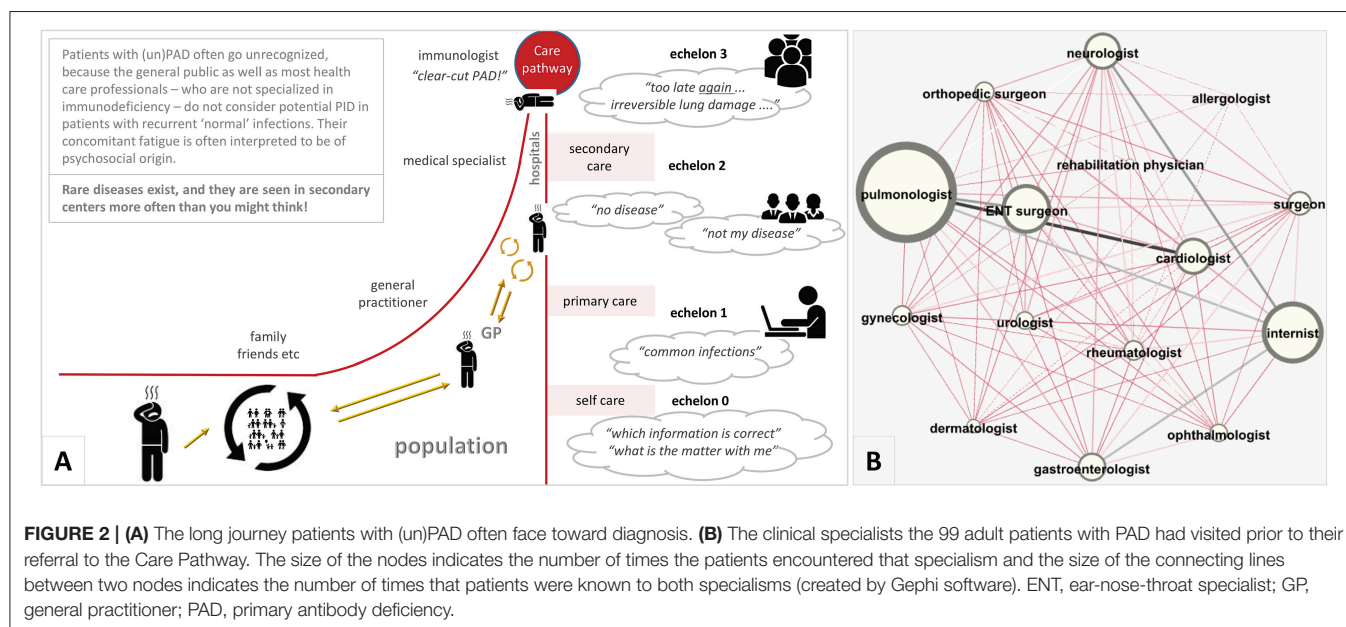 Patients with (un)PAD often go unrecognized,
because the general public as well as most health
care professionals – who are not specialized in
immunodeficiency – do not consider potential PID in
patients with recurrent ‘normal’ infections. Their
concomitant fatigue is often interpreted to be of
psychosocial origin.
Rare diseases exist, and they are seen in secondary
centers more often than you might think!
immunologist
“clear-cut PAD!”
Care
pathway
echelon 3
“too late again ...
irreversible lung damage ....”
medical specialist
hospitals
secondary
care
echelon 2
“no disease”
“not my disease”
general
practitioner
primary care
echelon 1
GP
“common infections”
family
friends etc
self care
echelon 0
“which information is correct”
“what is the matter with me”
population
A
neurologist
orthopedic surgeon
allergologist
rehabilitation physician
pulmonologist
ENT surgeon
surgeon
cardiologist
gynecologist
urologist
internist
rheumatologist
dermatologist
ophthalmologist
gastroenterologist
B
FIGURE 2 | (A) The long journey patients with (un)PAD often face toward diagnosis. (B) The clinical specialists the 99 adult patients with PAD had visited prior to their
referral to the Care Pathway. The size of the nodes indicates the number of times the patients encountered that specialism and the size of the connecting lines
between two nodes indicates the number of times that patients were known to both specialisms (created by Gephi software). ENT, ear-nose-throat specialist; GP,
general practitioner; PAD, primary antibody deficiency.